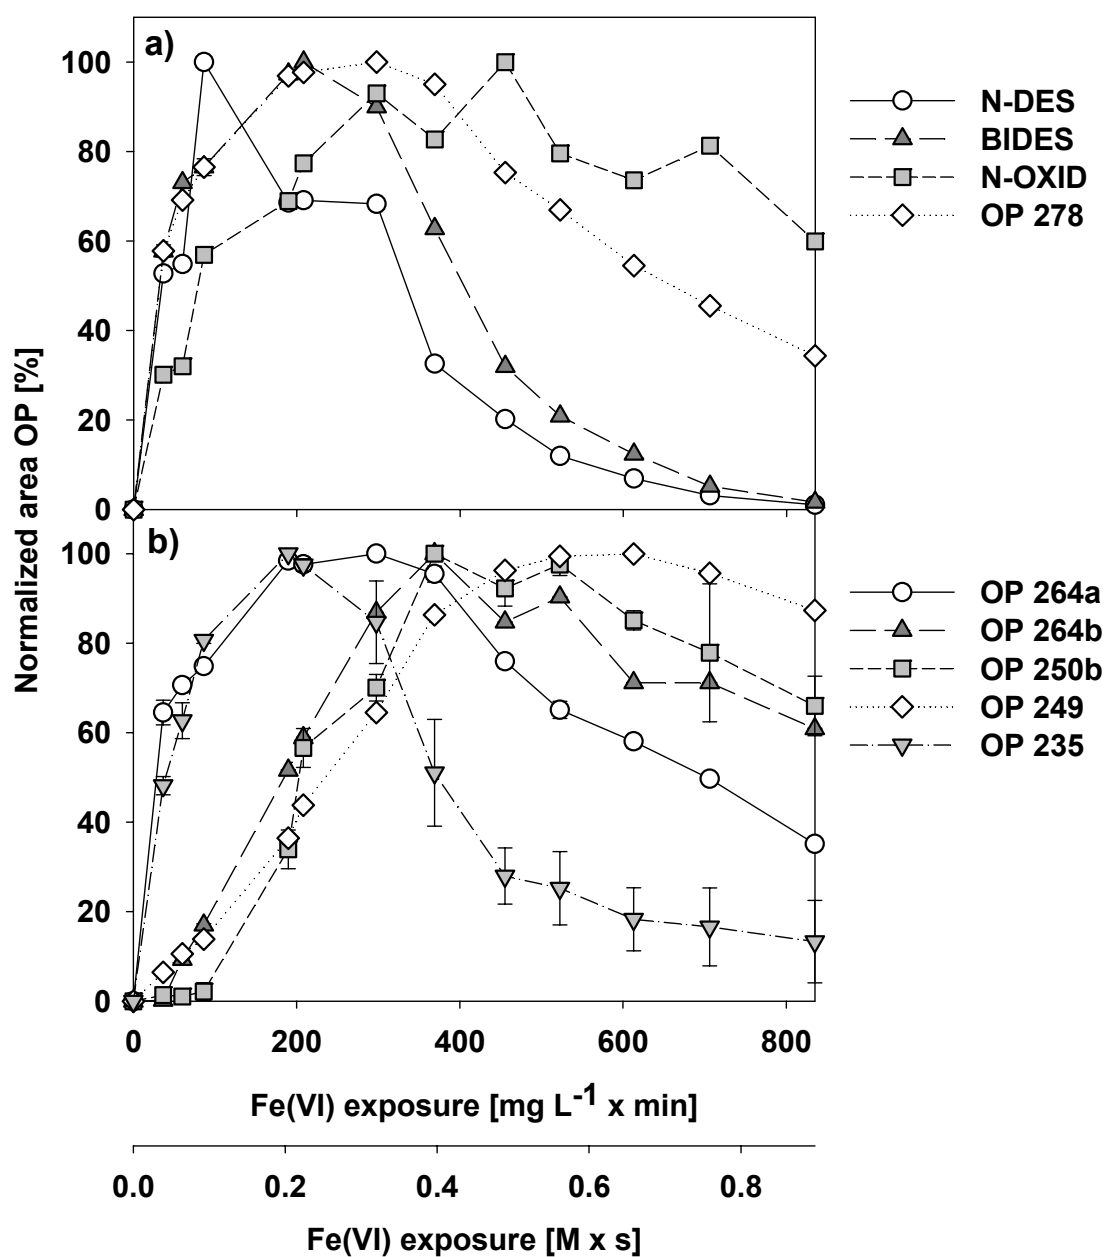 a)
100
80
60
40
20
0
N-DES
BIDES
N-OXID
OP 278
Normalized area OP [%]
b)
100
80
60
40
20
0
OP 264a
OP 264b
OP 250b
OP 249
OP 235
0 200 400 600 800
Fe(VI) exposure [mg L-1 x min]
0.0 0.2 0.4 0.6 0.8
Fe(VI) exposure [M x s]